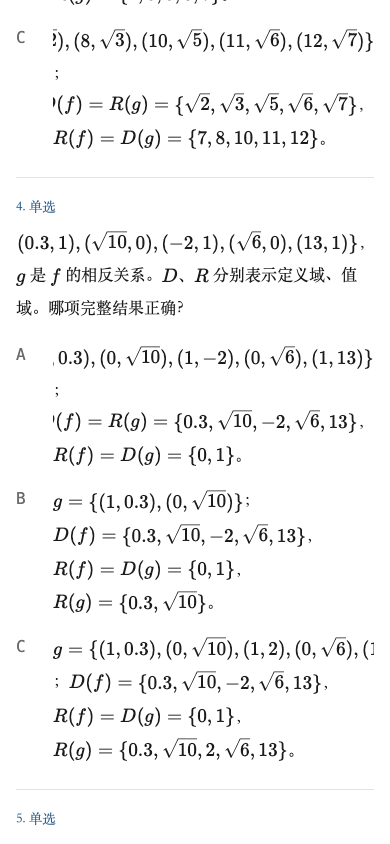 C
), (8, √3), (10, √5), (11, √6), (12, √7)}
;
(f) = R(g) = {√2, √3, √5, √6, √7},
R(f) = D(g) = {7, 8, 10, 11, 12}。
4. 单选
(0.3, 1), (√10, 0), (−2, 1), (√6, 0), (13, 1)},
g 是 f 的相反关系。D、R 分别表示定义域、值
域。哪项完整结果正确?
A
, 0.3), (0, √10), (1, −2), (0, √6), (1, 13)}
;
(f) = R(g) = {0.3, √10, −2, √6, 13},
R(f) = D(g) = {0, 1}。
B
g = {(1, 0.3), (0, √10)};
D(f) = {0.3, √10, −2, √6, 13},
R(f) = D(g) = {0, 1},
R(g) = {0.3, √10}。
C
g = {(1, 0.3), (0, √10), (1, 2), (0, √6), (1
; D(f) = {0.3, √10, −2, √6, 13},
R(f) = D(g) = {0, 1},
R(g) = {0.3, √10, 2, √6, 13}。
5. 单选